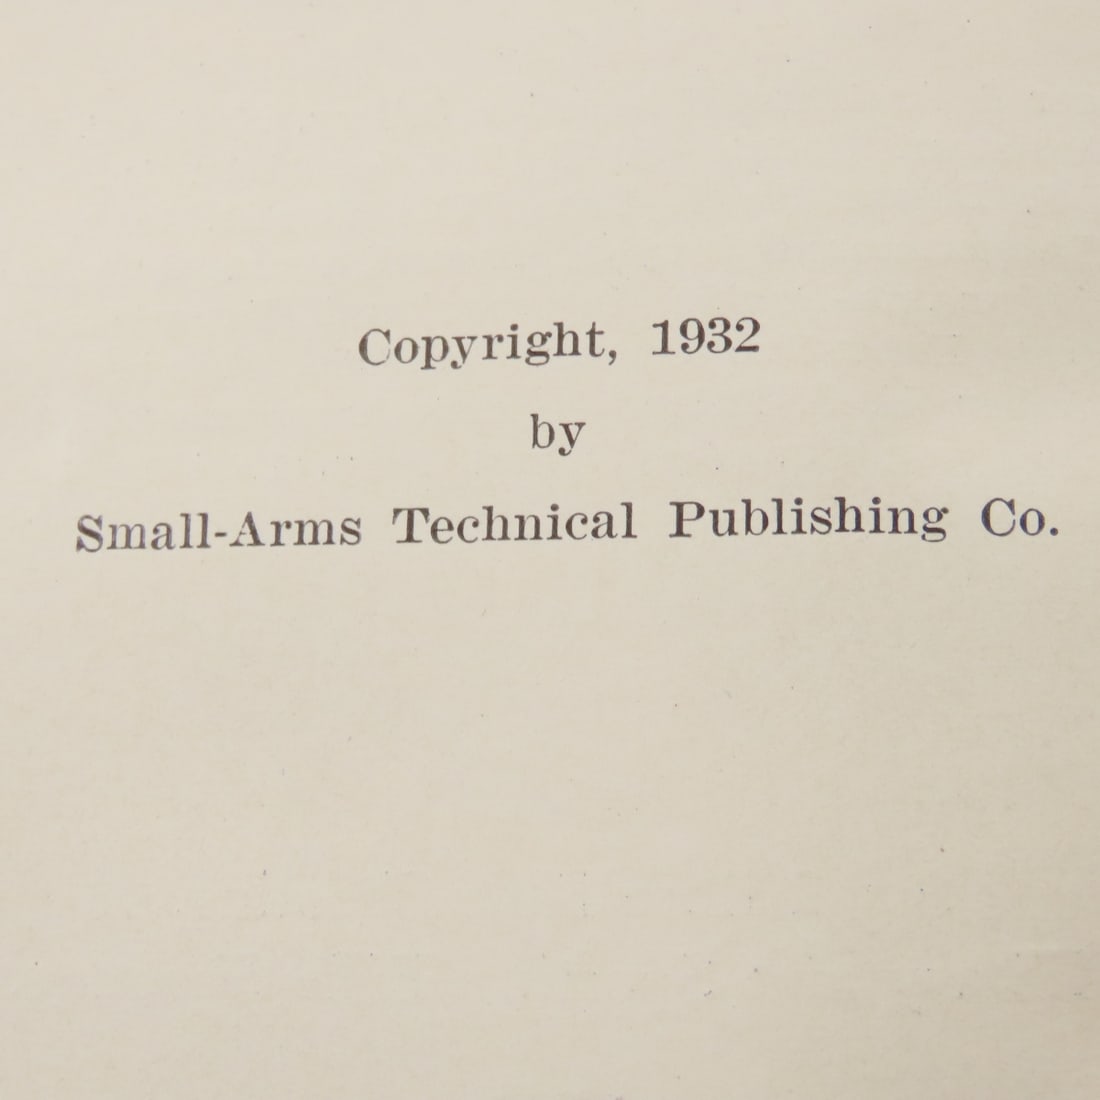 Copyright, 1932
by
Small-Arms Technical Publishing Co.